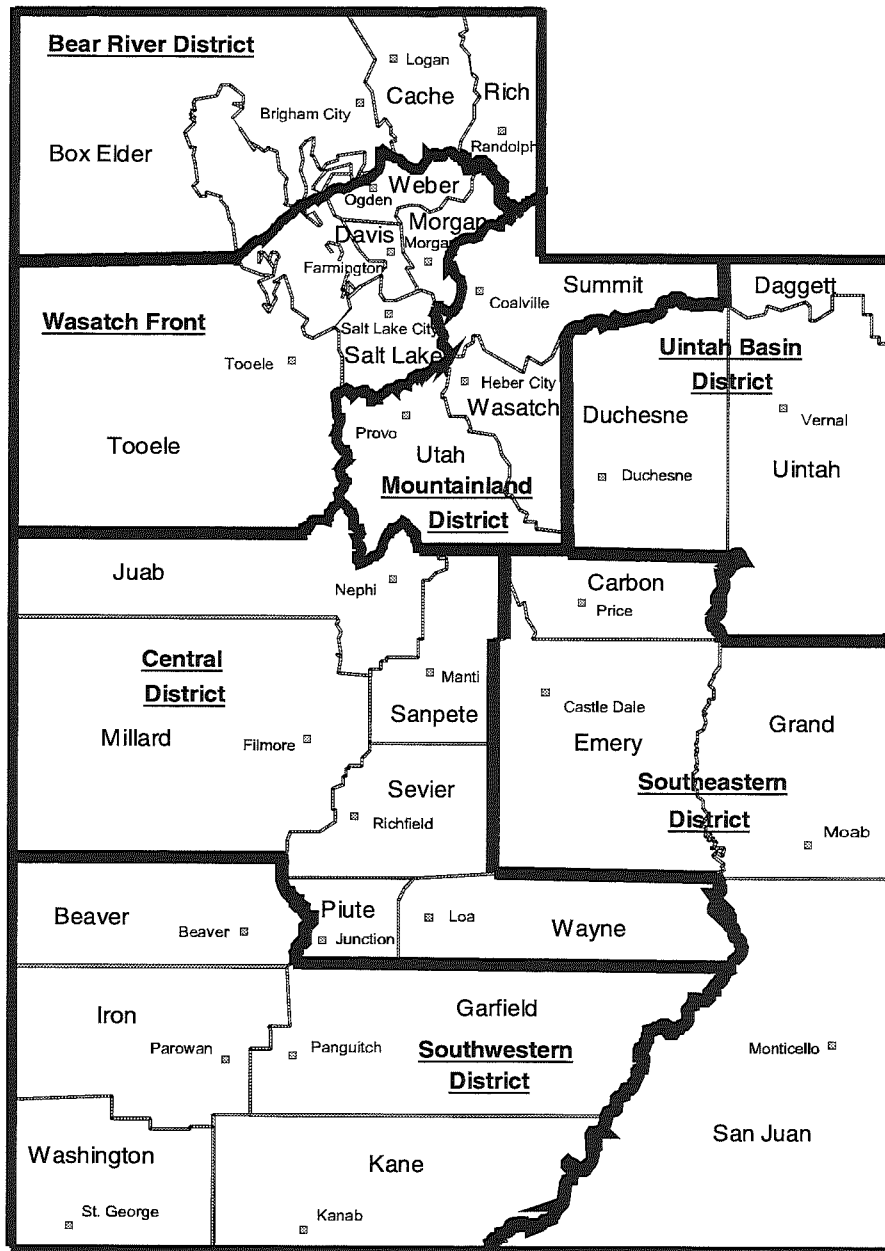 Bear River District
Logan
Cache
Rich
Brigham City
Randolph
Box Elder
Weber
Ogden
Morgan
Davis
Morgan
Farmington
Summit
Daggett
Coalville
Wasatch Front
Salt Lake City
Salt Lake
Tooele
Uintah Basin
District
Heber City
Wasatch
Duchesne
Vernal
Provo
Tooele
Utah
Mountainland
District
Duchesne
Uintah
Juab
Nephi
Carbon
Price
Central
District
Manti
Sanpete
Castle Dale
Grand
Millard
Filmore
Emery
Southeastern
District
Sevier
Richfield
Moab
Beaver
Beaver
Piute
Junction
Loa
Wayne
Iron
Garfield
Parowan
Panguitch
Southwestern
District
Monticello
San Juan
Washington
Kane
St. George
Kanab